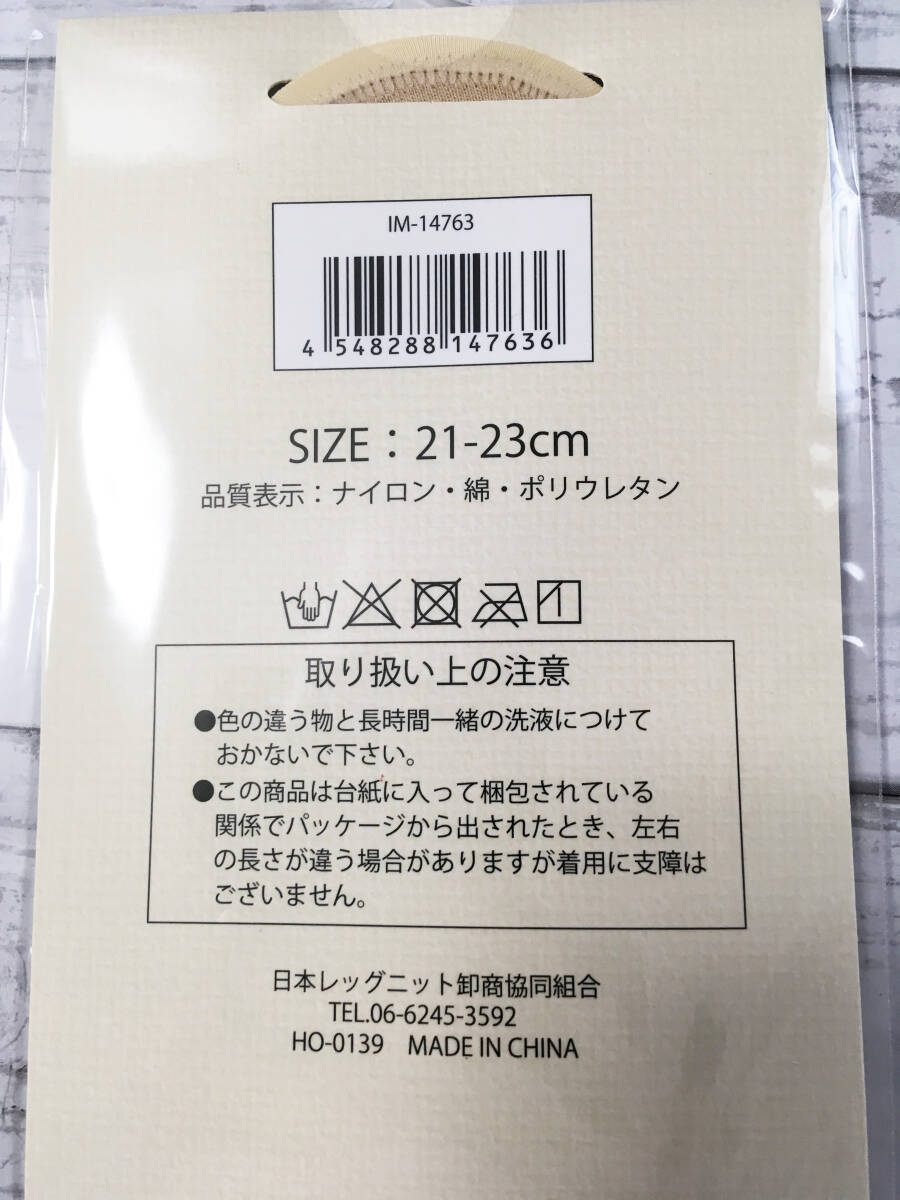 IM-14763
4 548288 147636
SIZE：21-23cm
品質表示：ナイロン・綿・ポリウレタン
取り扱い上の注意
●色の違う物と長時間一緒の洗液につけて
おかないで下さい。
●この商品は台紙に入って梱包されている
関係でパッケージから出されたとき、左右
の長さが違う場合がありますが着用に支障は
ございません。
日本レッグニット卸商協同組合
TEL.06-6245-3592
HO-0139 MADE IN CHINA